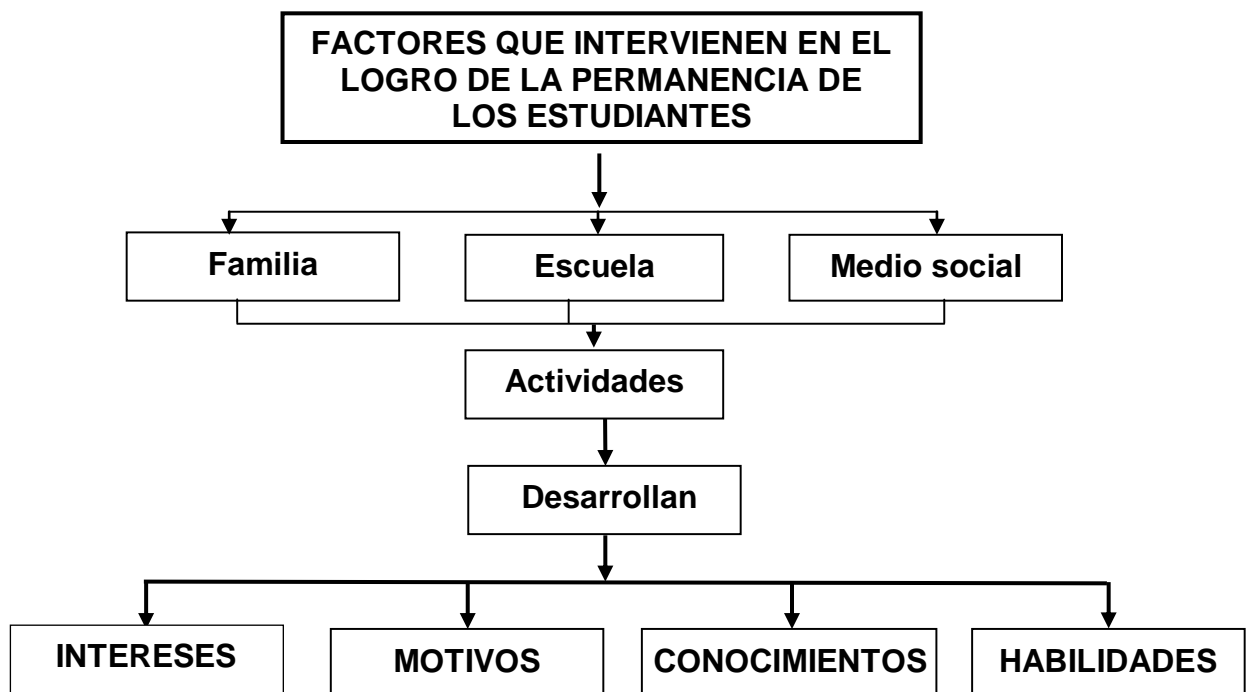 FACTORES QUE INTERVIENEN EN EL
LOGRO DE LA PERMANENCIA DE
LOS ESTUDIANTES
Familia
Escuela
Medio social
Actividades
Desarrollan
INTERESES
MOTIVOS
CONOCIMIENTOS
HABILIDADES